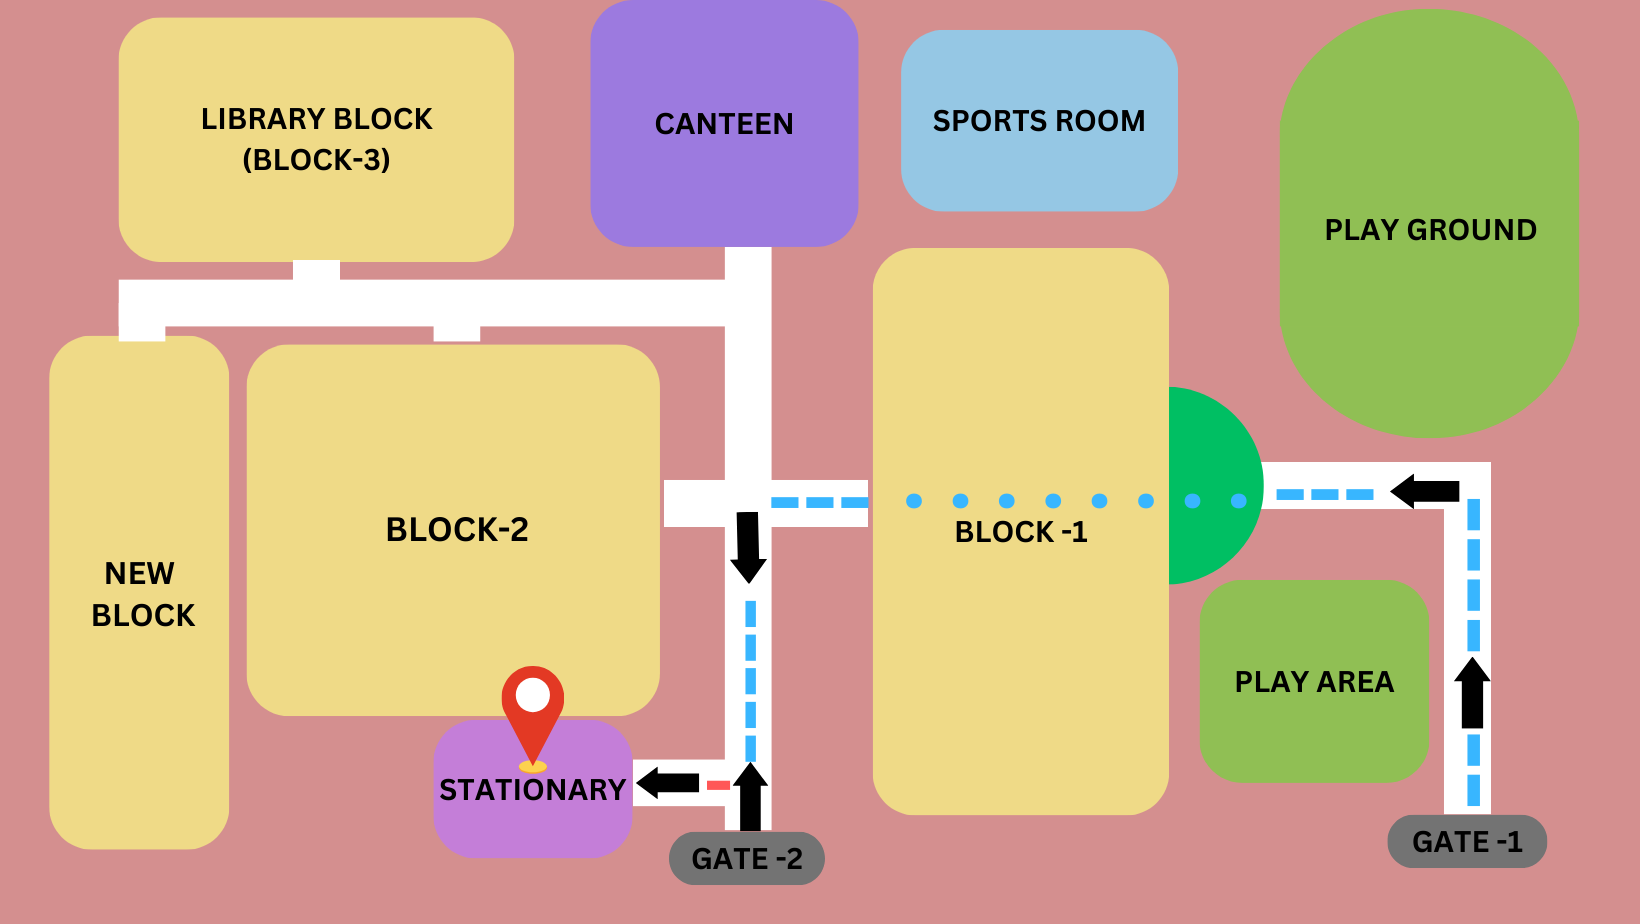 LIBRARY BLOCK
(BLOCK-3)
CANTEEN
SPORTS ROOM
PLAY GROUND
NEW
BLOCK
BLOCK-2
BLOCK -1
PLAY AREA
STATIONARY
GATE -2
GATE -1